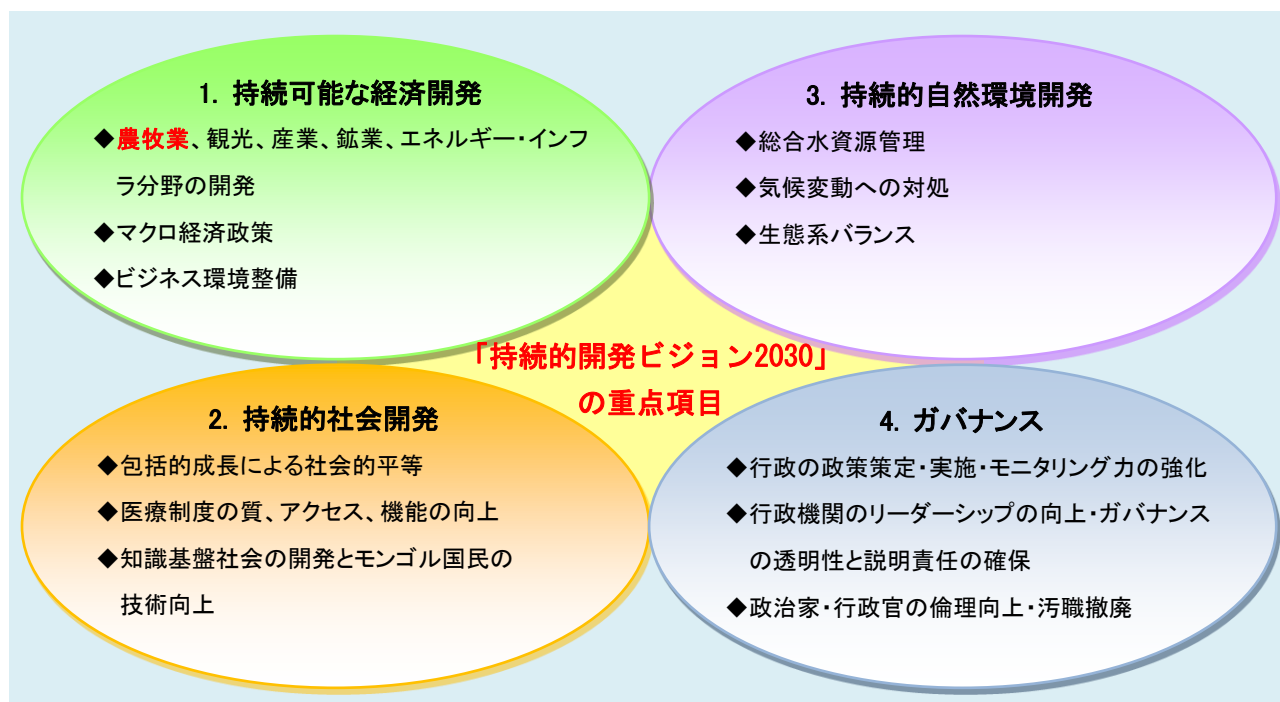 1. 持続可能な経済開発
◆農牧業、観光、産業、鉱業、エネルギー・インフ
ラ分野の開発
◆マクロ経済政策
◆ビジネス環境整備
2. 持続的社会開発
◆包括的成長による社会的平等
◆医療制度の質、アクセス、機能の向上
◆知識基盤社会の開発とモンゴル国民の
技術向上
「持続的開発ビジョン2030」
の重点項目
3. 持続的自然環境開発
◆総合水資源管理
◆気候変動への対処
◆生態系バランス
4. ガバナンス
◆行政の政策策定・実施・モニタリング力の強化
◆行政機関のリーダーシップの向上・ガバナンス
の透明性と説明責任の確保
◆政治家・行政官の倫理向上・汚職撤廃